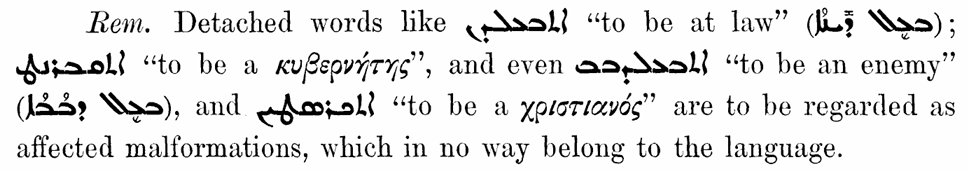 Rem. Detached words like ܐܬܒܥܠܕܝܢ “to be at law” (ܒܥܶܠ ܕܺ݁ܝܢܳܐ);
ܐܬܩܒܪܢܛ “to be a κυβερνήτης”, and even ܐܬܒܥܠܕܒܒ “to be an enemy”
(ܒܥܶܠ ܕܒܳܒܳܐ), and ܐܬܟܪܣܛܝܢ “to be a χριστιανός” are to be regarded as
affected malformations, which in no way belong to the language.